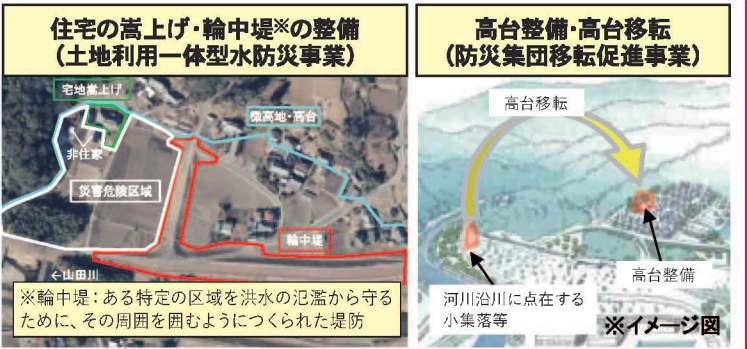 住宅の嵩上げ・輪中堤※の整備
（土地利用一体型水防災事業）
宅地嵩上げ
微高地・高台
非住家
災害危険区域
輪中堤
←山田川
※輪中堤：ある特定の区域を洪水の氾濫から守る
ために、その周囲を囲むようにつくられた堤防
高台整備・高台移転
（防災集団移転促進事業）
高台移転
高台整備
河川沿川に点在する
小集落等
※イメージ図